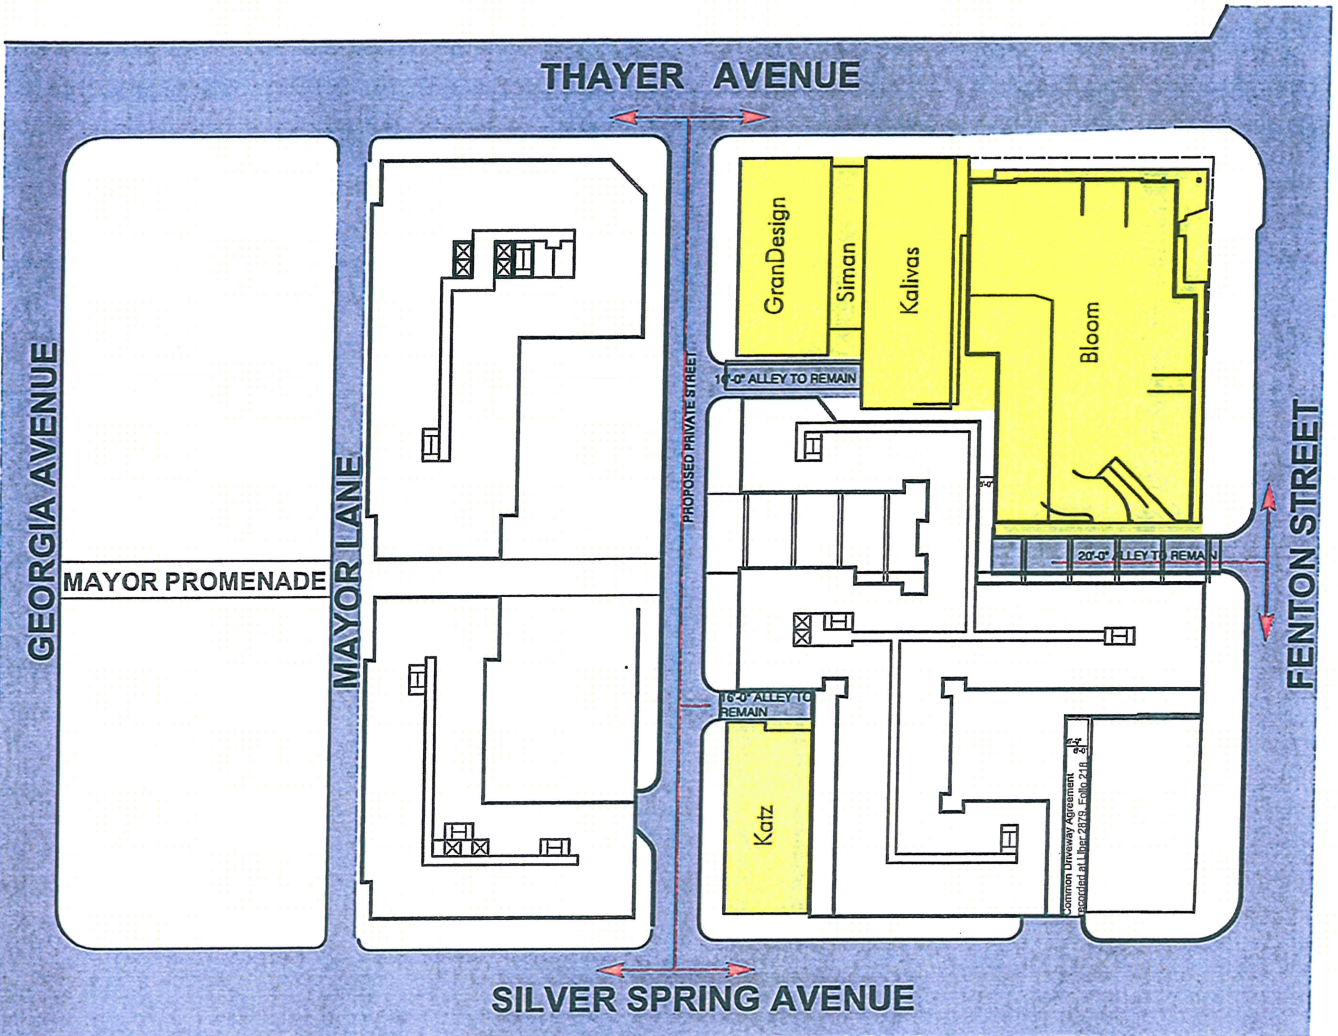 THAYER AVENUE
GEORGIA AVENUE
MAYOR LANE
MAYOR PROMENADE
PROPOSED PRIVATE STREET
GranDesign
Siman
Kalivas
Bloom
ALLEY TO REMAIN
20'-0" ALLEY TO REMAIN
FENTON STREET
16'-0" ALLEY TO
REMAIN
Katz
Common Driveway Agreement
recorded at Liber 2879, Folio 218
SILVER SPRING AVENUE